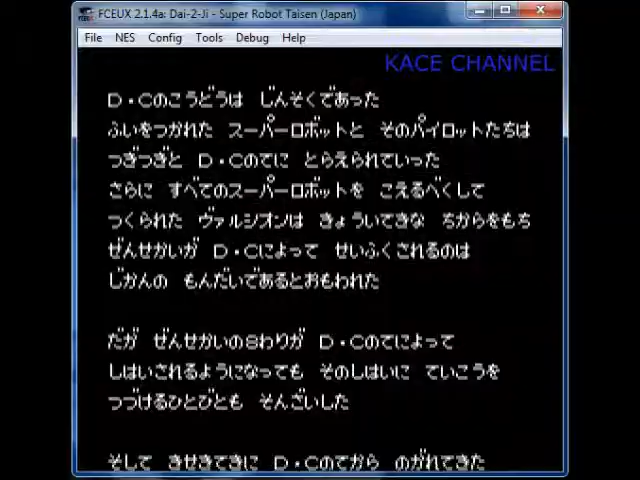 FCEUX 2.1.4a: Dai-2-Ji - Super Robot Taisen (Japan)
File NES Config Tools Debug Help
KACE CHANNEL
D・Cのこうどうは じんそくであった
ふいをつかれた スーパーロボットと そのパイロットたちは
つぎつぎと D・Cのてに とらえられていった
さらに すべてのスーパーロボットを こえるべくして
つくられた ヴァルシオンは きょういてきな ちからをもち
ぜんせかいが D・Cによって せいふくされるのは
じかんの もんだいであるとおもわれた
だが ぜんせかいの8わりが D・Cのてによって
しはいされるようになっても そのしはいに ていこうを
つづけるひとびとも そんざいした
そして きせきてきに D・Cのてから のがれてきた